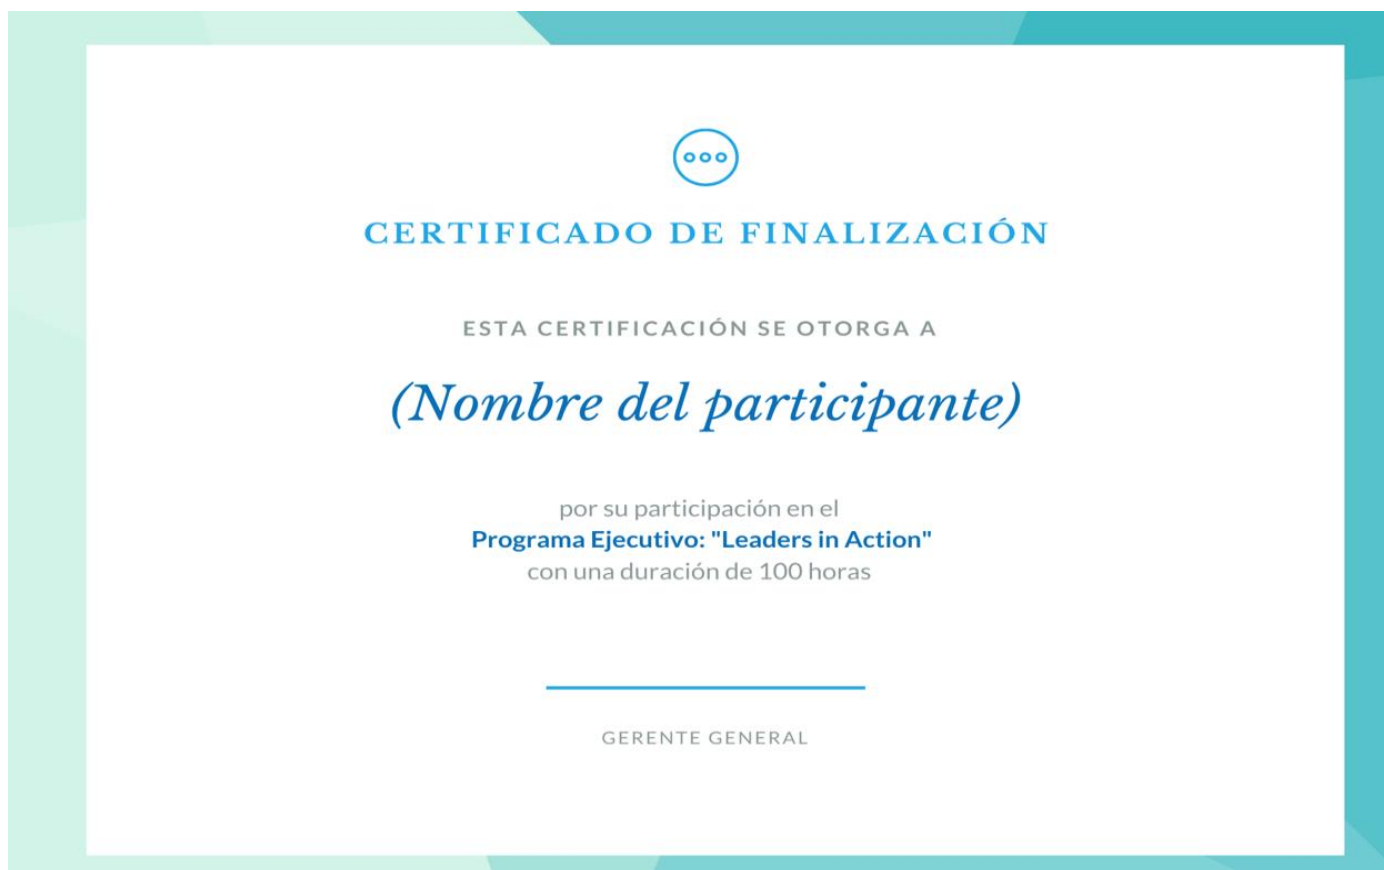 CERTIFICADO DE FINALIZACIÓN
ESTA CERTIFICACIÓN SE OTORGA A
(Nombre del participante)
por su participación en el
Programa Ejecutivo: "Leaders in Action"
con una duración de 100 horas
GERENTE GENERAL